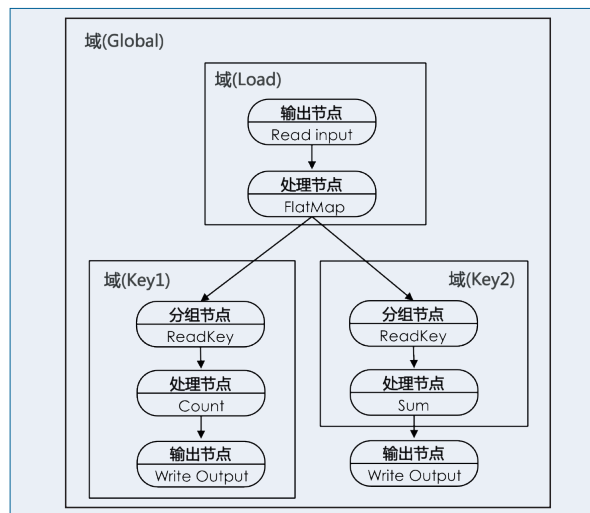 域(Global)
域(Load)
输出节点
Read input
处理节点
FlatMap
域(Key1)
分组节点
ReadKey
处理节点
Count
输出节点
Write Output
域(Key2)
分组节点
ReadKey
处理节点
Sum
输出节点
Write Output